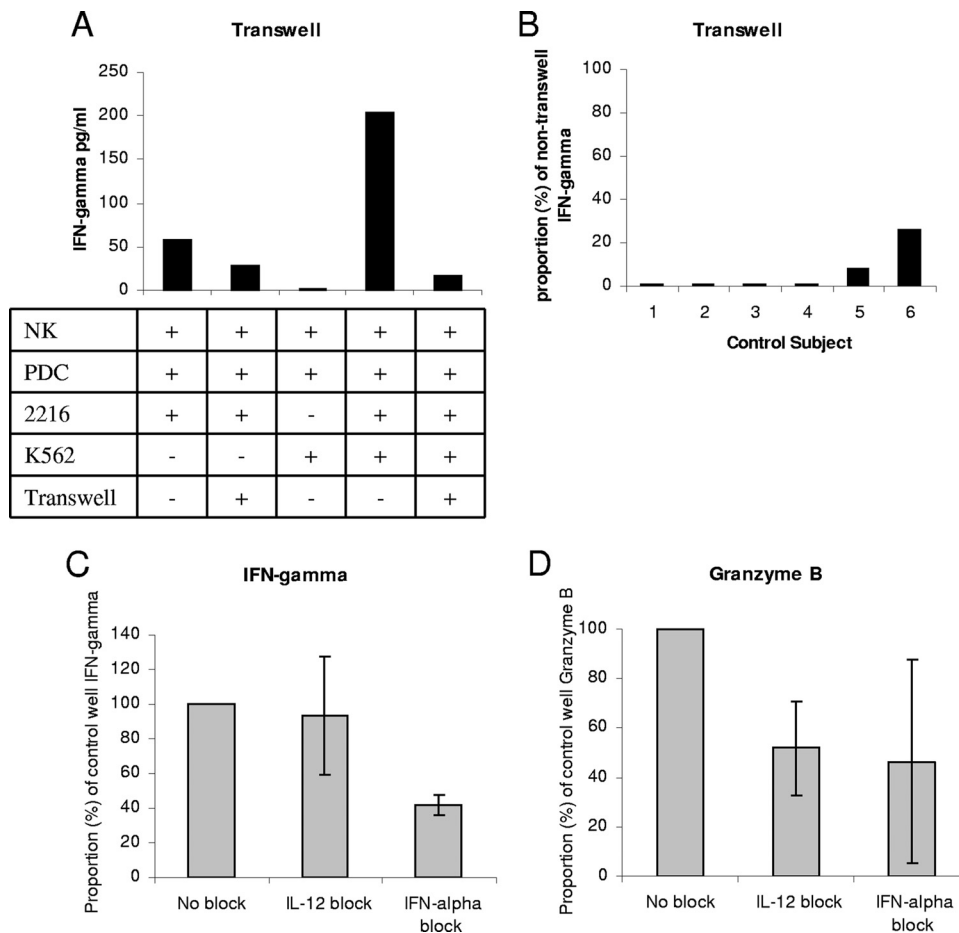 A
Transwell
IFN-gamma pg/ml
250
200
150
100
50
0
NK + + + + +
PDC + + + + +
2216 + + - + +
K562 - - + + +
Transwell - + - - +
B
Transwell
proportion (%) of non-transwell
IFN-gamma
100
80
60
40
20
0
1 2 3 4 5 6
Control Subject
C
IFN-gamma
Proportion (%) of control well IFN-gamma
140
120
100
80
60
40
20
0
No block IL-12 block IFN-alpha
block
D
Granzyme B
Proportion (%) of control well Granzyme B
100
80
60
40
20
0
No block IL-12 block IFN-alpha
block